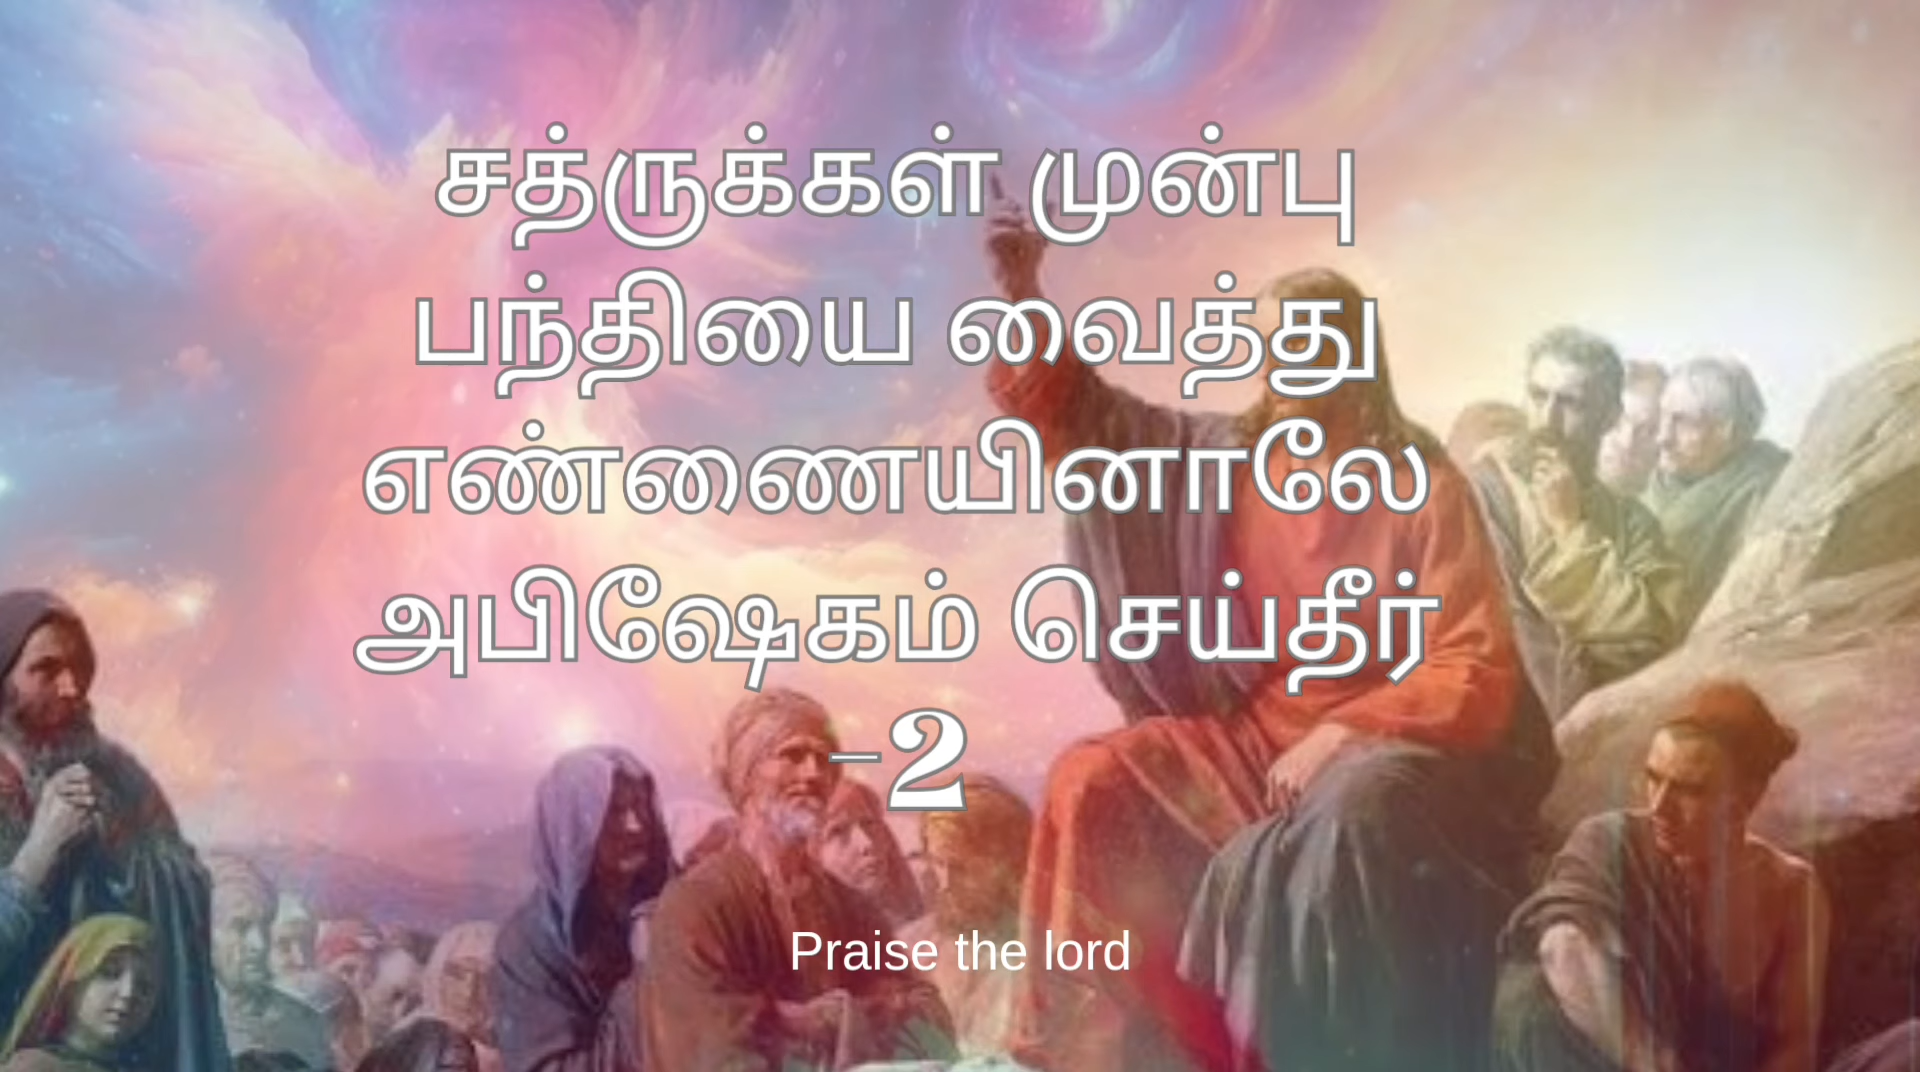 சத்ருக்கள் முன்பு
பந்தியை வைத்து
எண்ணெயினாலே
அபிஷேகம் செய்தீர்
-2
Praise the lord